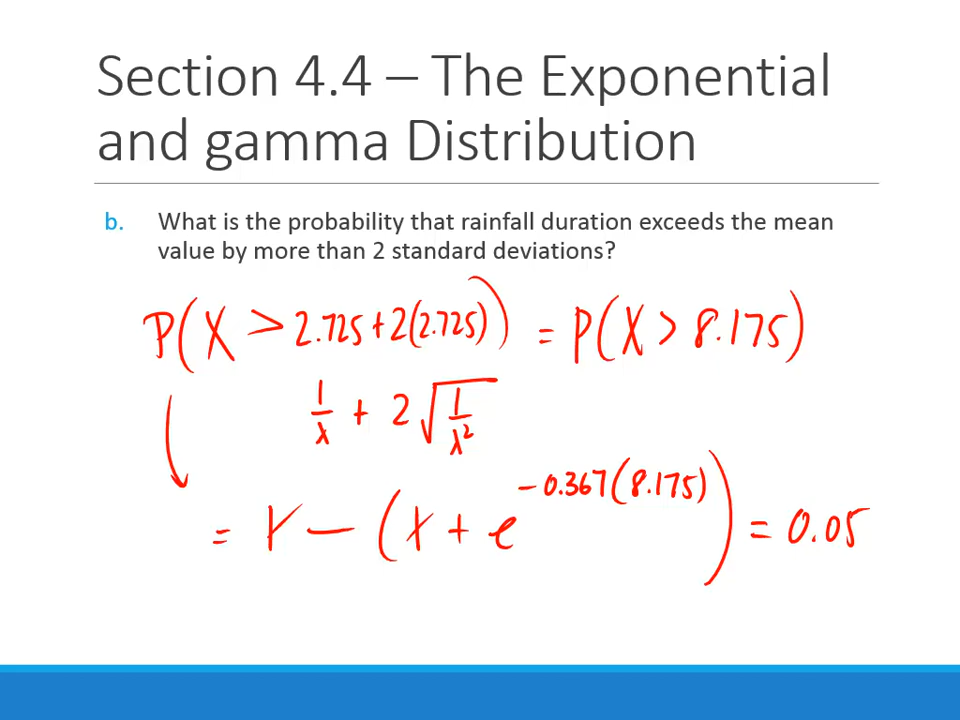 Section 4.4 – The Exponential
and gamma Distribution
b. What is the probability that rainfall duration exceeds the mean
value by more than 2 standard deviations?
P(X > 2.725+2(2.725)) = P(X > 8.175)
1/λ + 2√(1/λ²)
= 1 − (1 + e^(−0.367(8.175))) = 0.05